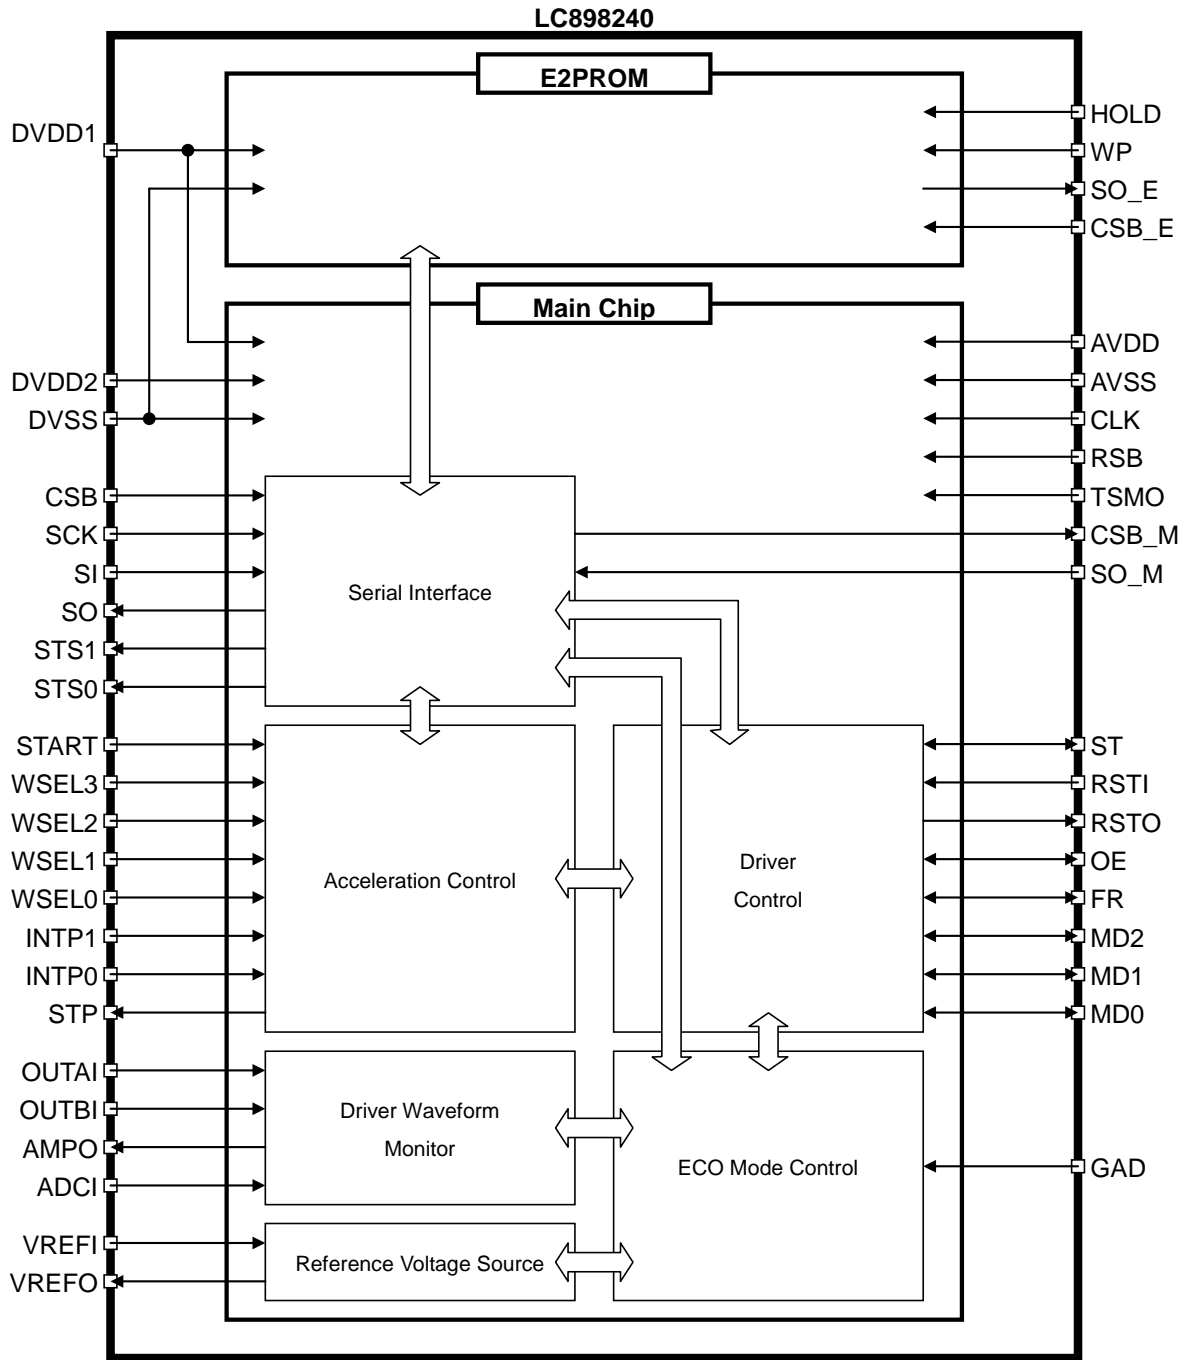 LC898240
E2PROM
DVDD1
HOLD
WP
SO_E
CSB_E
Main Chip
DVDD2
DVSS
AVDD
AVSS
CLK
RSB
TSMO
CSB_M
SO_M
CSB
SCK
SI
SO
STS1
STS0
Serial Interface
START
WSEL3
WSEL2
WSEL1
WSEL0
INTP1
INTP0
STP
Acceleration Control
Driver
Control
ST
RSTI
RSTO
OE
FR
MD2
MD1
MD0
OUTAI
OUTBI
AMPO
ADCI
Driver Waveform
Monitor
ECO Mode Control
GAD
VREFI
VREFO
Reference Voltage Source